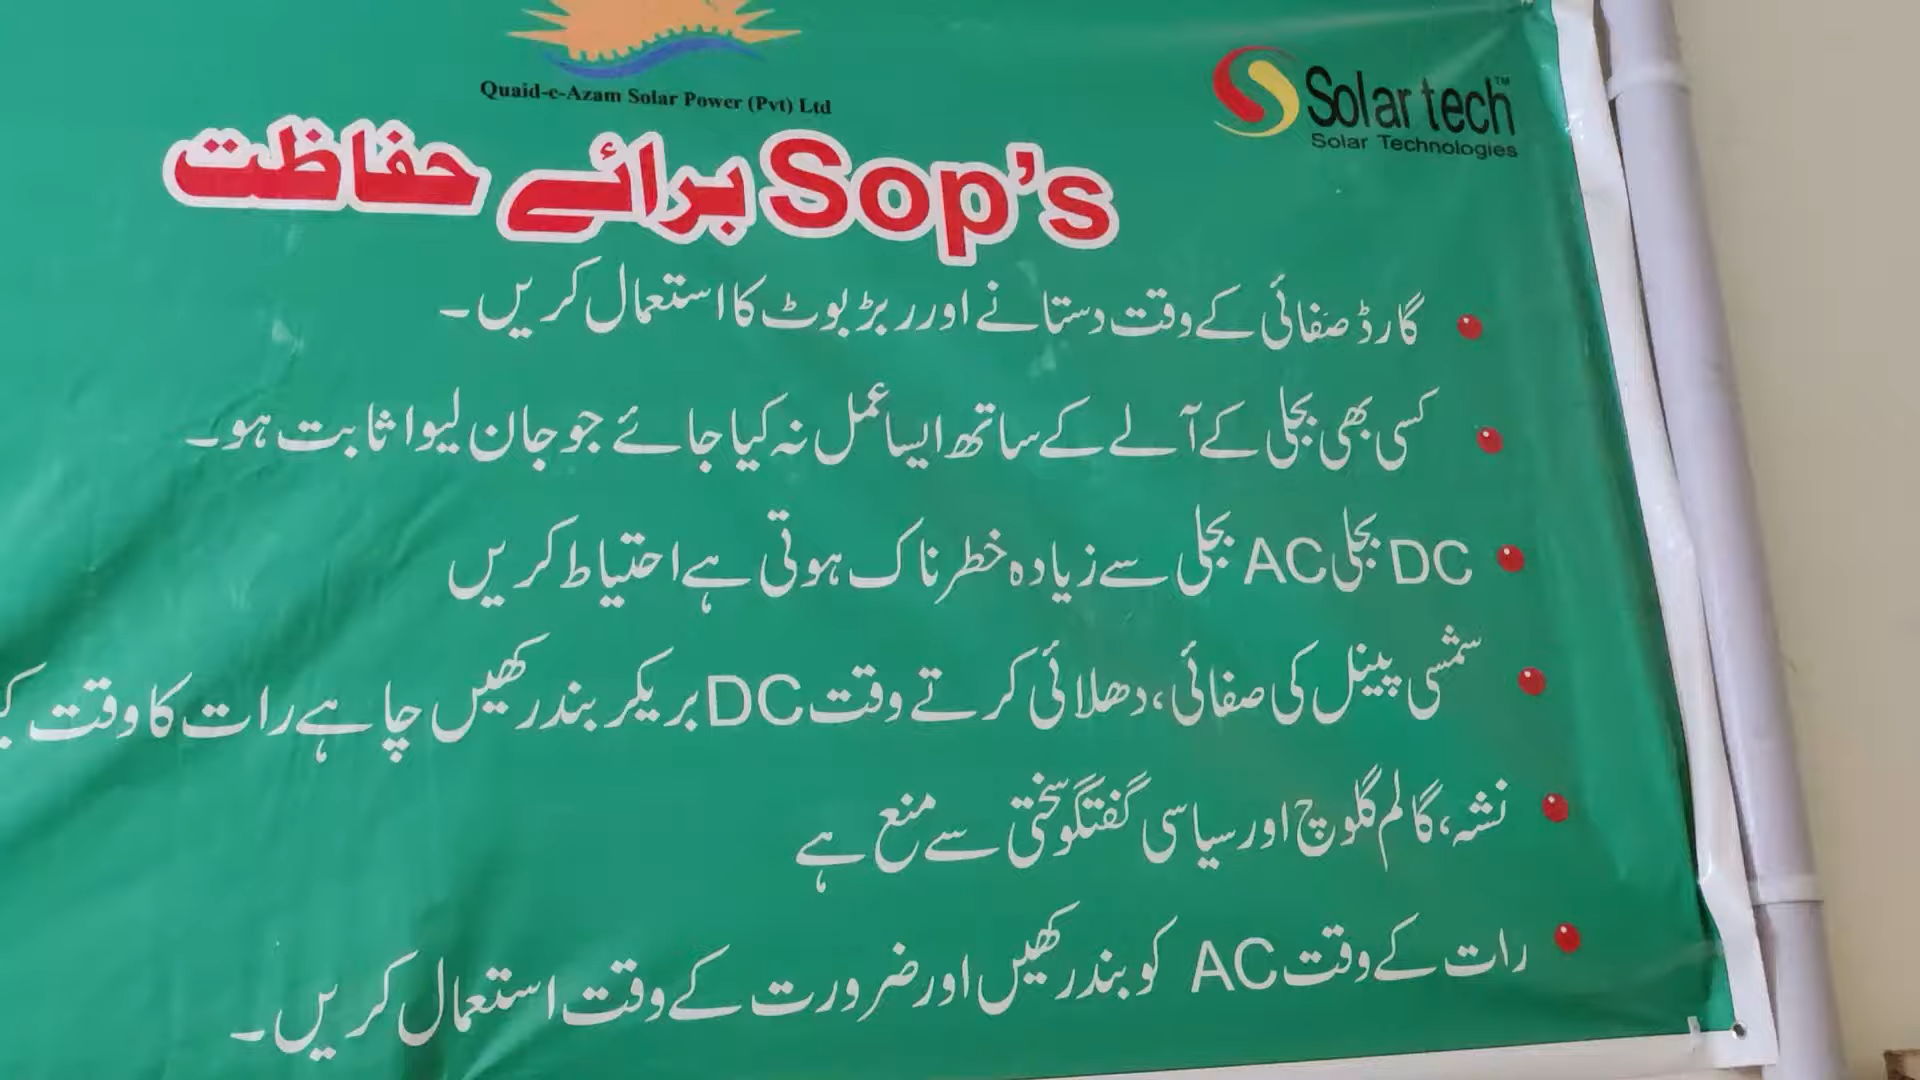 Quaid-e-Azam Solar Power (Pvt) Ltd
Solar tech™
Solar Technologies
Sop's برائے حفاظت
گارڈ صفائی کے وقت دستانے اور ربڑ بوٹ کا استعمال کریں۔
کسی بھی بجلی کے آلے کے ساتھ ایسا عمل نہ کیا جائے جو جان لیوا ثابت ہو۔
DC بجلی AC بجلی سے زیادہ خطرناک ہوتی ہے احتیاط کریں
شمسی پینل کی صفائی، دھلائی کرتے وقت DC بریکر بند رکھیں چاہے رات کا وقت
نشہ، گالم گلوچ اور سیاسی گفتگو سختی سے منع ہے
رات کے وقت AC کو بند رکھیں اور ضرورت کے وقت استعمال کریں۔